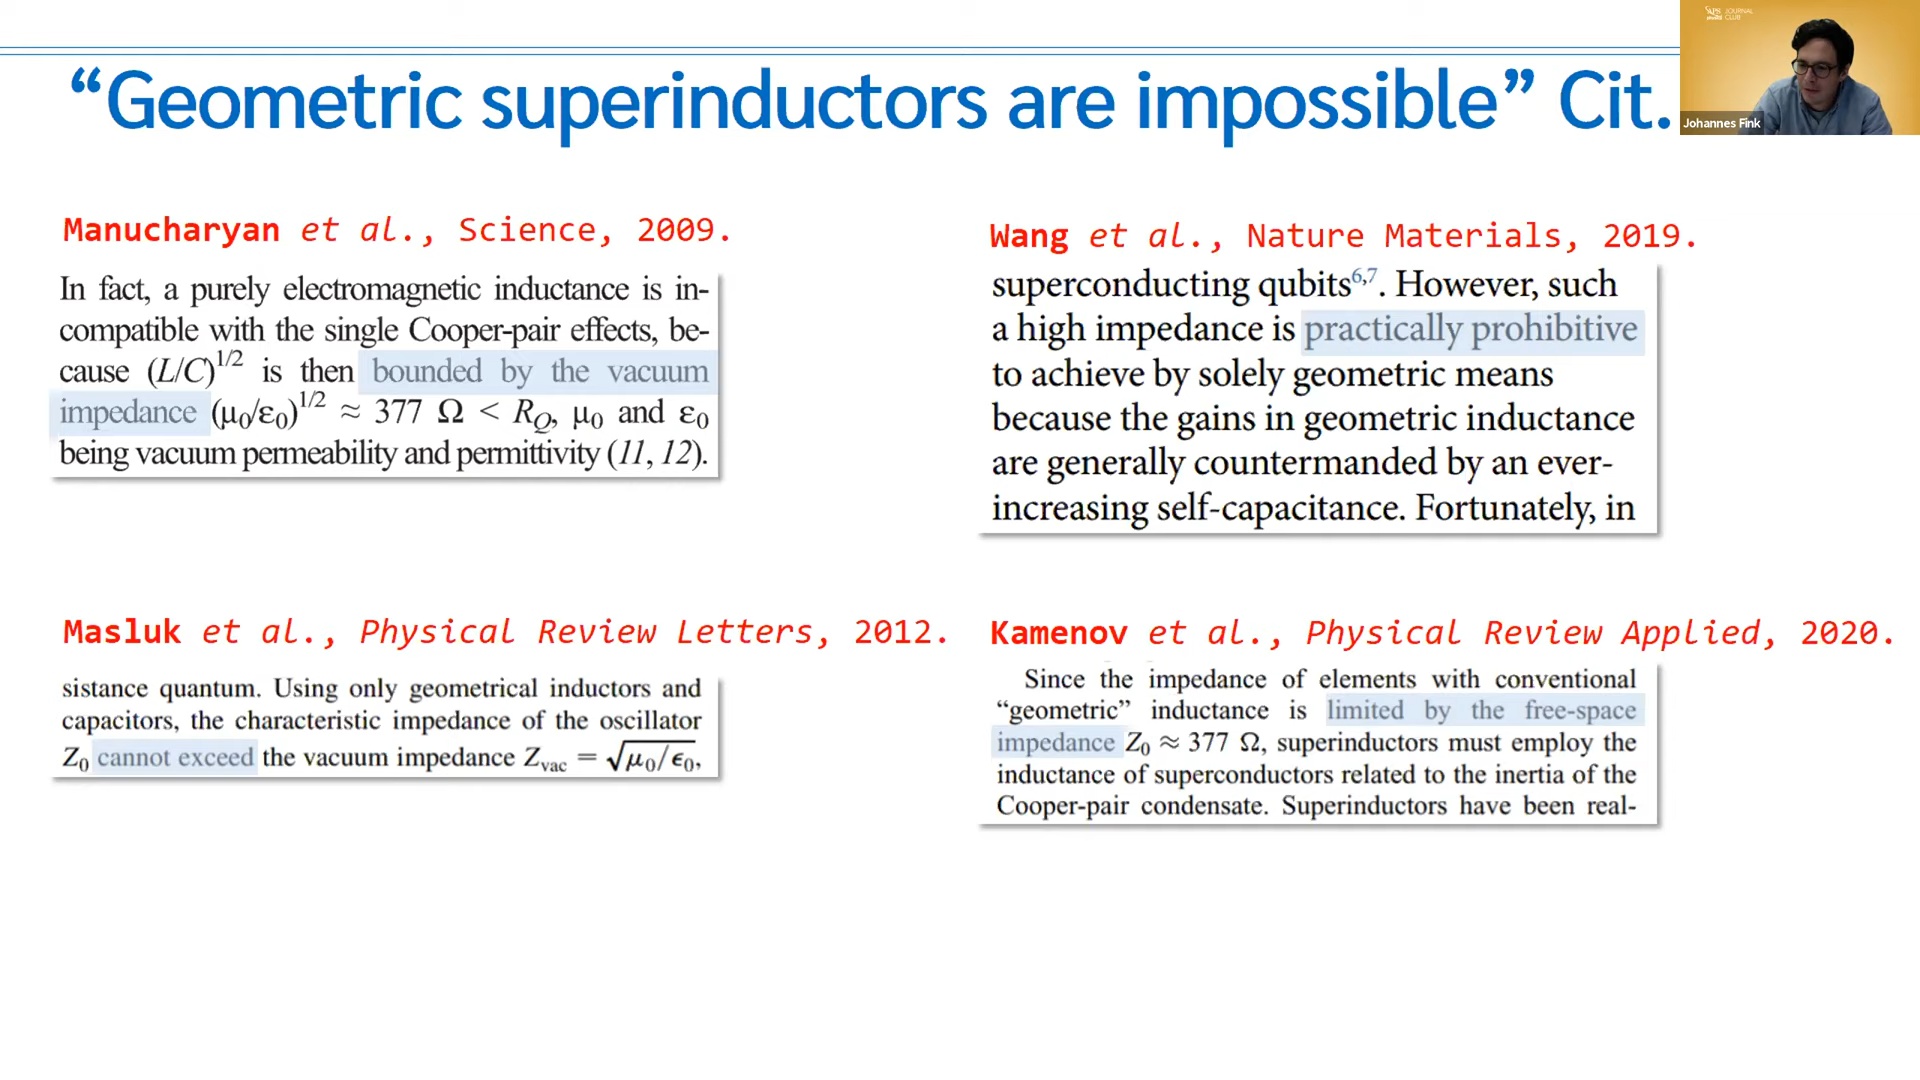 “Geometric superinductors are impossible” Cit.
APS JOURNAL
physics CLUB
Johannes Fink
Manucharyan et al., Science, 2009.
In fact, a purely electromagnetic inductance is in-
compatible with the single Cooper-pair effects, be-
cause (L/C)^1/2 is then bounded by the vacuum
impedance (μ0/ε0)^1/2 ≈ 377 Ω < RQ, μ0 and ε0
being vacuum permeability and permittivity (11, 12).
Wang et al., Nature Materials, 2019.
superconducting qubits6,7. However, such
a high impedance is practically prohibitive
to achieve by solely geometric means
because the gains in geometric inductance
are generally countermanded by an ever-
increasing self-capacitance. Fortunately, in
Masluk et al., Physical Review Letters, 2012.
sistance quantum. Using only geometrical inductors and
capacitors, the characteristic impedance of the oscillator
Z0 cannot exceed the vacuum impedance Zvac = √μ0/ϵ0,
Kamenov et al., Physical Review Applied, 2020.
Since the impedance of elements with conventional
“geometric” inductance is limited by the free-space
impedance Z0 ≈ 377 Ω, superinductors must employ the
inductance of superconductors related to the inertia of the
Cooper-pair condensate. Superinductors have been real-